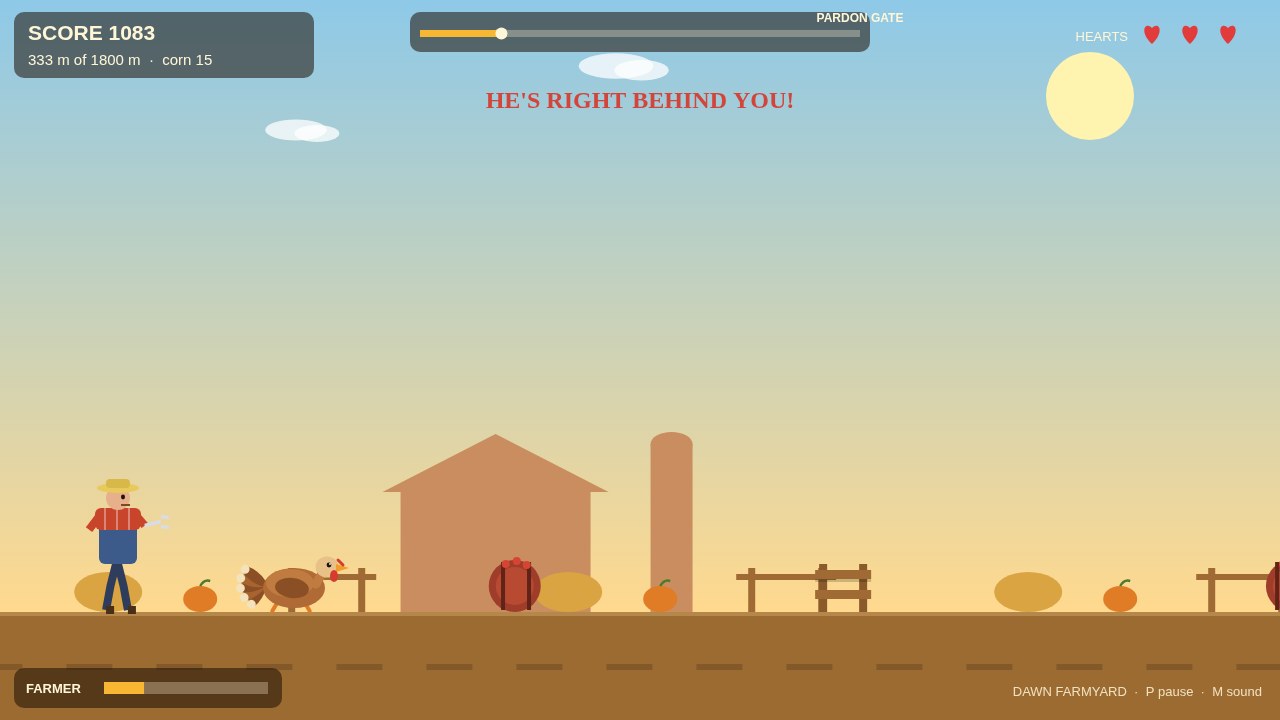 SCORE 1083
333 m of 1800 m · corn 15
PARDON GATE
HEARTS
HE'S RIGHT BEHIND YOU!
FARMER
DAWN FARMYARD · P pause · M sound